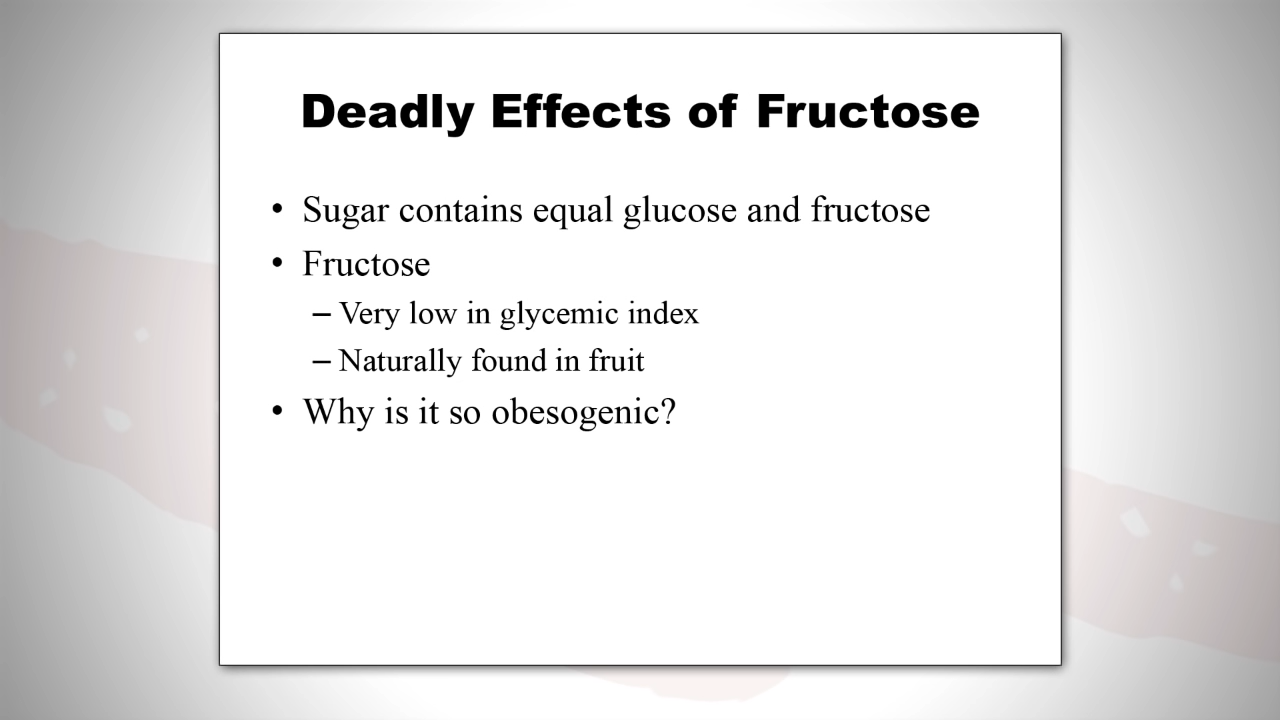 Deadly Effects of Fructose
• Sugar contains equal glucose and fructose
• Fructose
– Very low in glycemic index
– Naturally found in fruit
• Why is it so obesogenic?